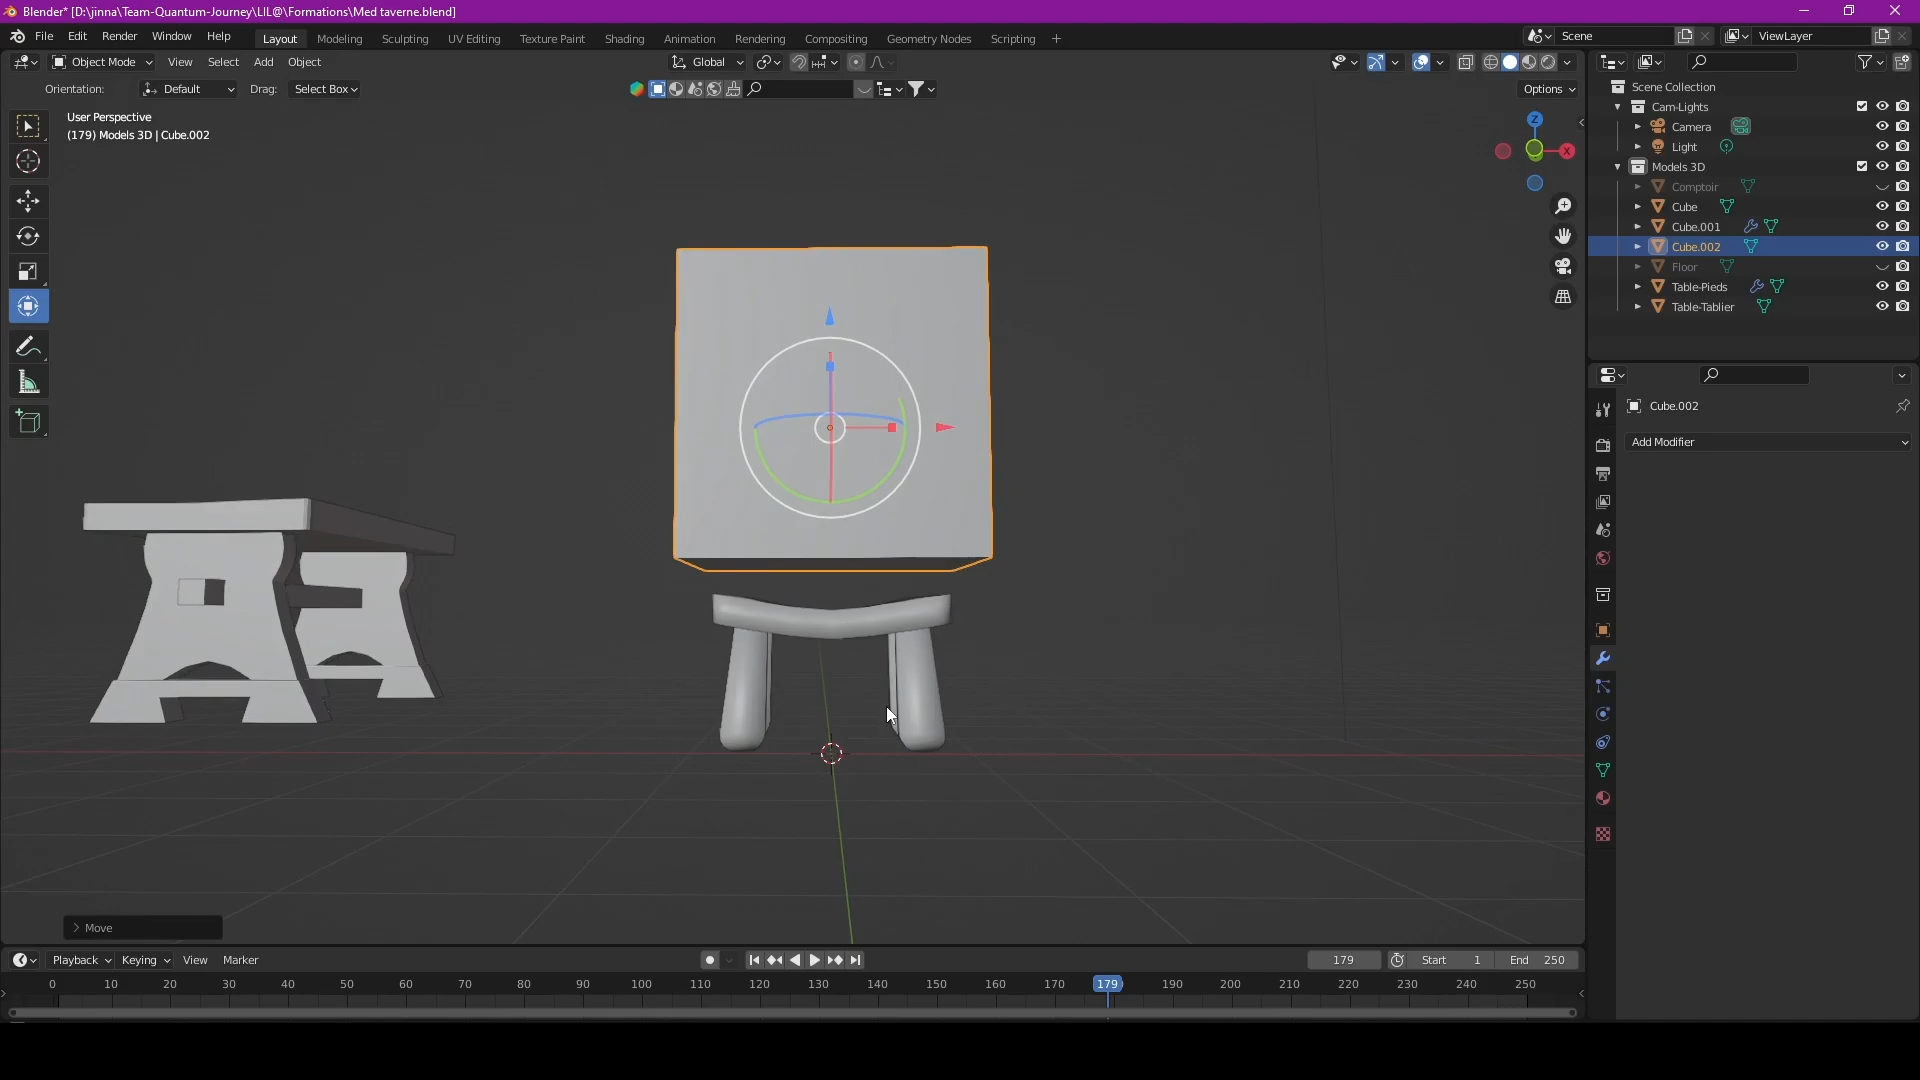 Blender* [D:\jinna\Team-Quantum-Journey\LIL@\Formations\Med taverne.blend]
File Edit Render Window Help Layout Modeling Sculpting UV Editing Texture Paint Shading Animation Rendering Compositing Geometry Nodes Scripting + Scene ViewLayer
Object Mode View Select Add Object Global
Orientation: Default Drag: Select Box Options
User Perspective
(179) Models 3D | Cube.002
Z
X
Move
Scene Collection
Cam-Lights
Camera
Light
Models 3D
Comptoir
Cube
Cube.001
Cube.002
Floor
Table-Pieds
Table-Tablier
Cube.002
Add Modifier
Playback Keying View Marker 179 Start 1 End 250
0 10 20 30 40 50 60 70 80 90 100 110 120 130 140 150 160 170 179 190 200 210 220 230 240 250